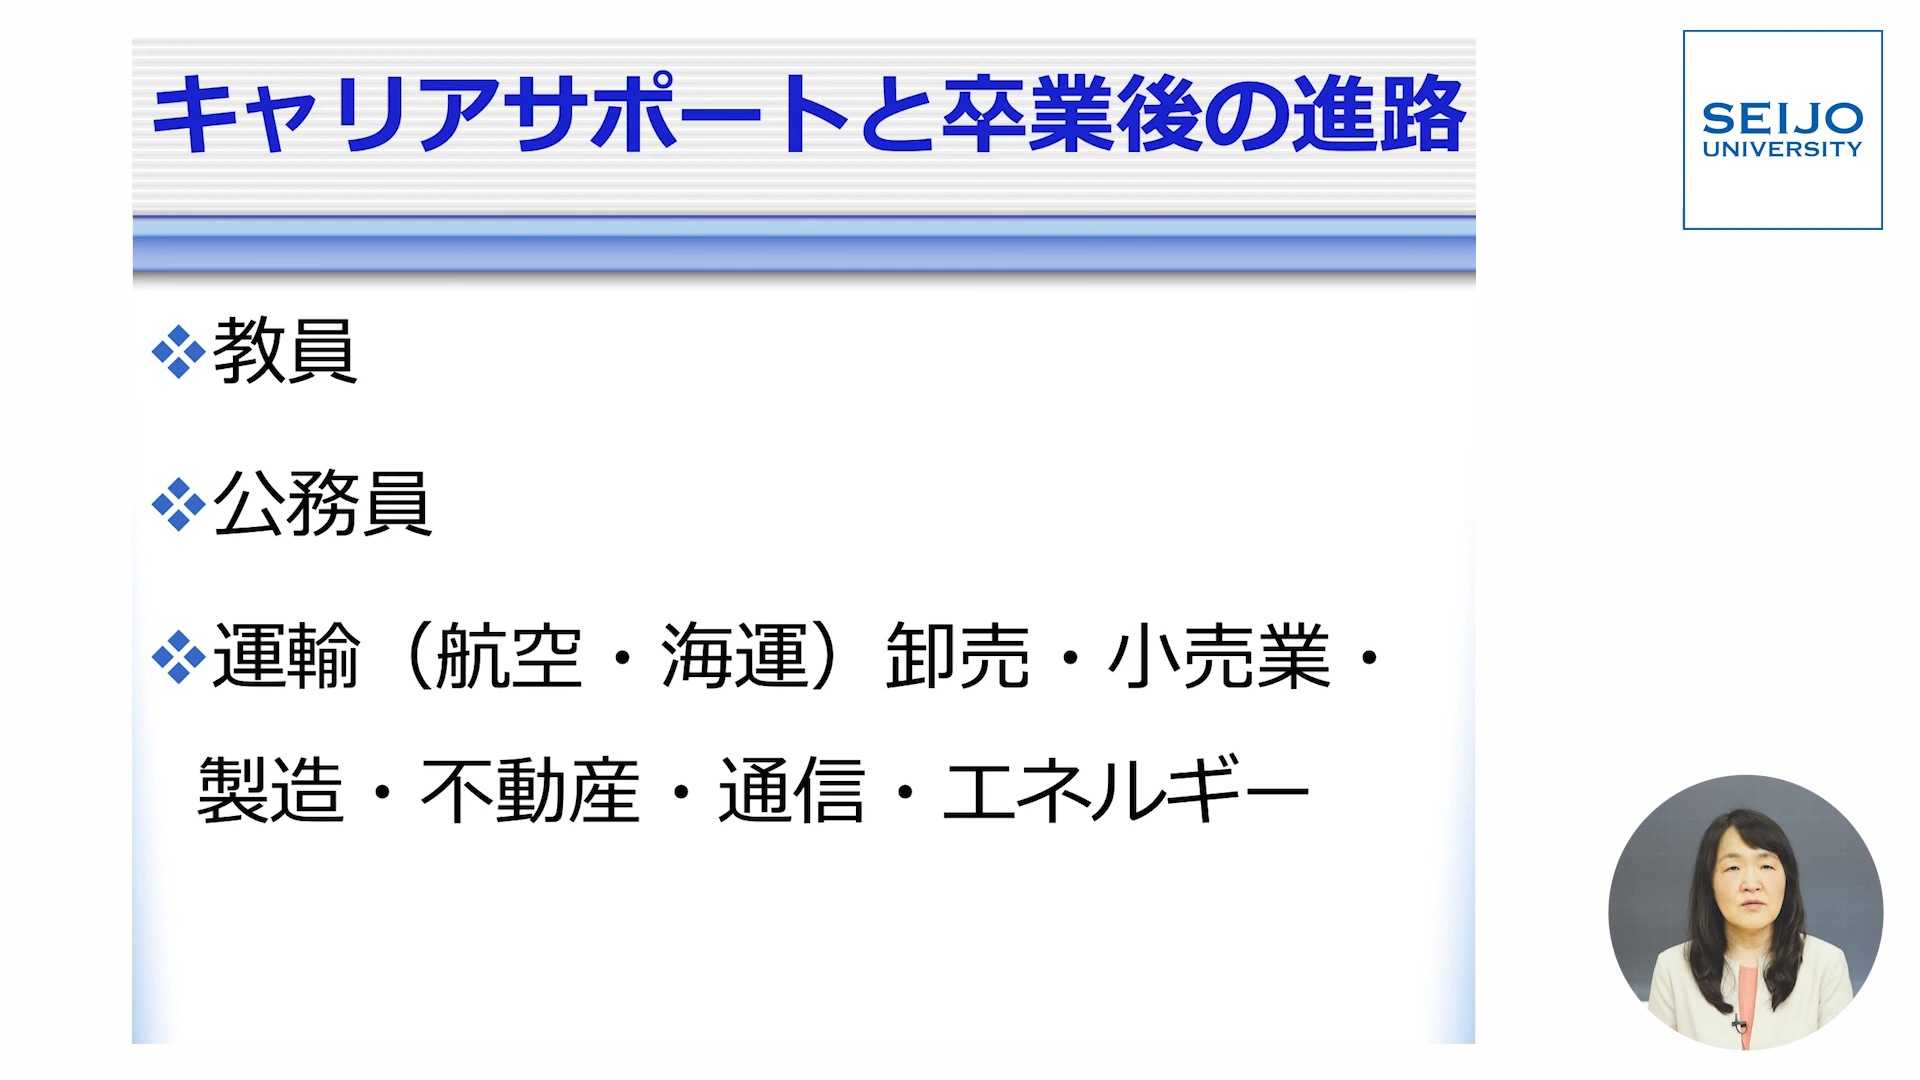 キャリアサポートと卒業後の進路
SEIJO
UNIVERSITY
教員
公務員
運輸（航空・海運）卸売・小売業・
製造・不動産・通信・エネルギー